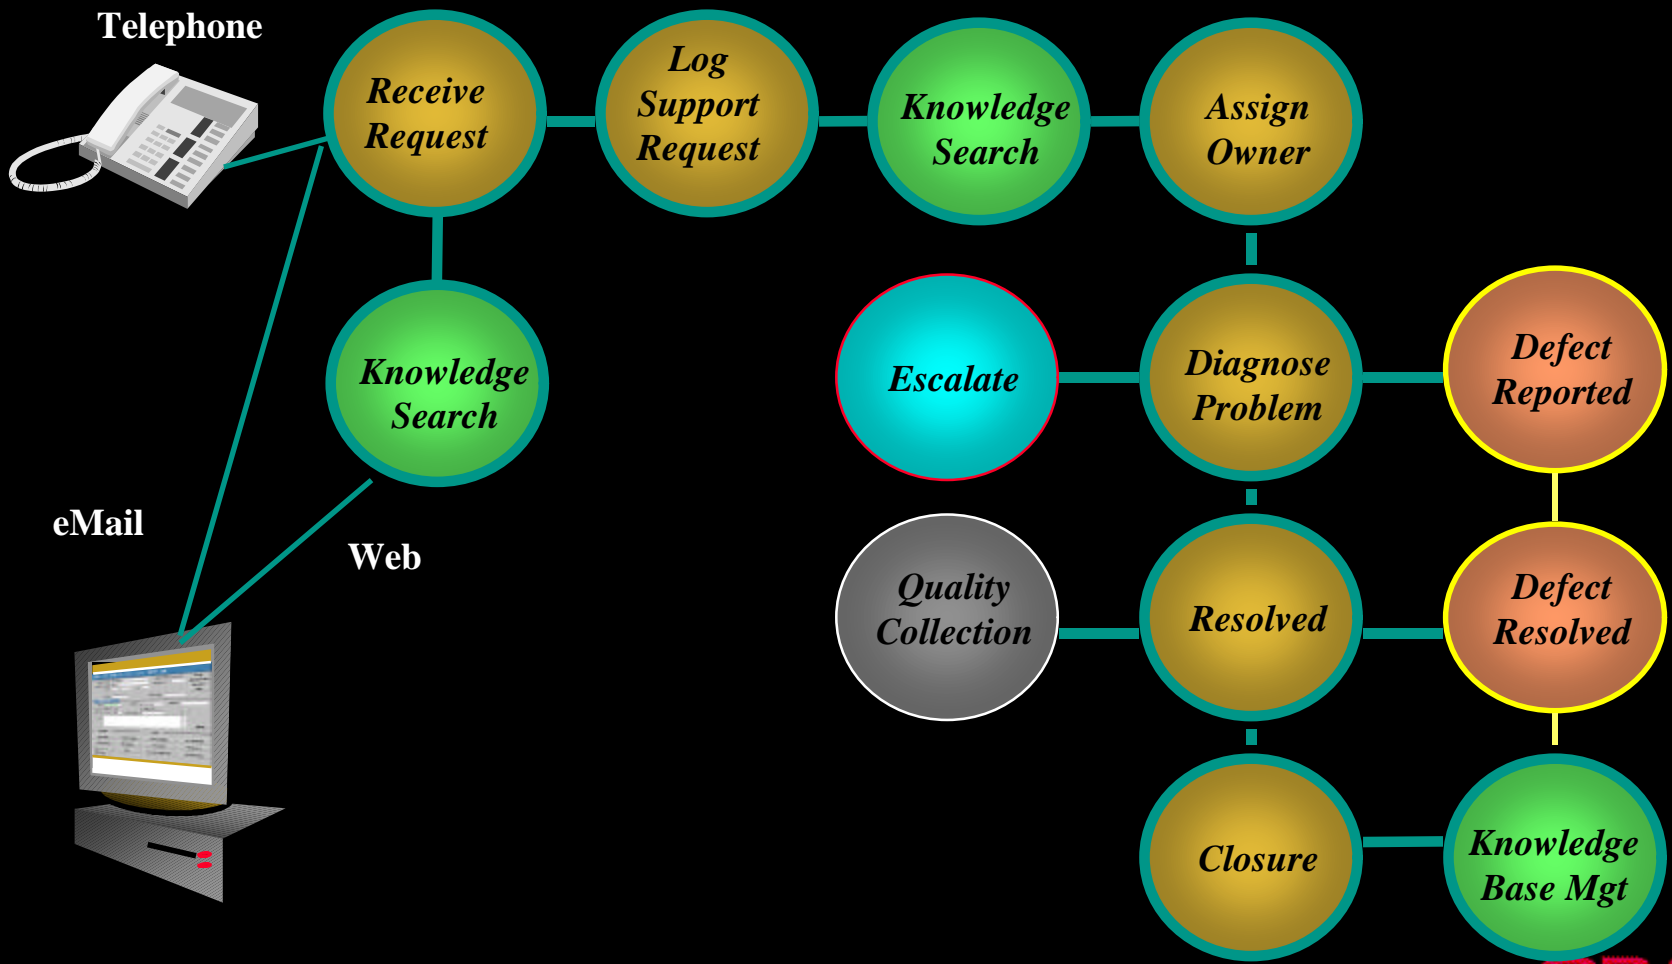 Telephone
Receive
Request
Log
Support
Request
Knowledge
Search
Assign
Owner
Knowledge
Search
Escalate
Diagnose
Problem
Defect
Reported
eMail
Web
Quality
Collection
Resolved
Defect
Resolved
Closure
Knowledge
Base Mgt